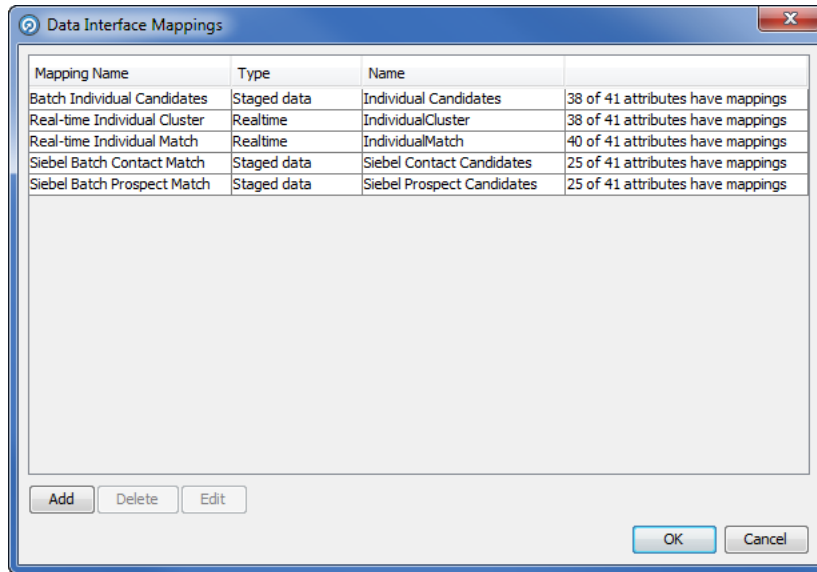 Data Interface Mappings
Mapping Name Type Name
Batch Individual Candidates Staged data Individual Candidates 38 of 41 attributes have mappings
Real-time Individual Cluster Realtime IndividualCluster 38 of 41 attributes have mappings
Real-time Individual Match Realtime IndividualMatch 40 of 41 attributes have mappings
Siebel Batch Contact Match Staged data Siebel Contact Candidates 25 of 41 attributes have mappings
Siebel Batch Prospect Match Staged data Siebel Prospect Candidates 25 of 41 attributes have mappings
Add Delete Edit
OK Cancel